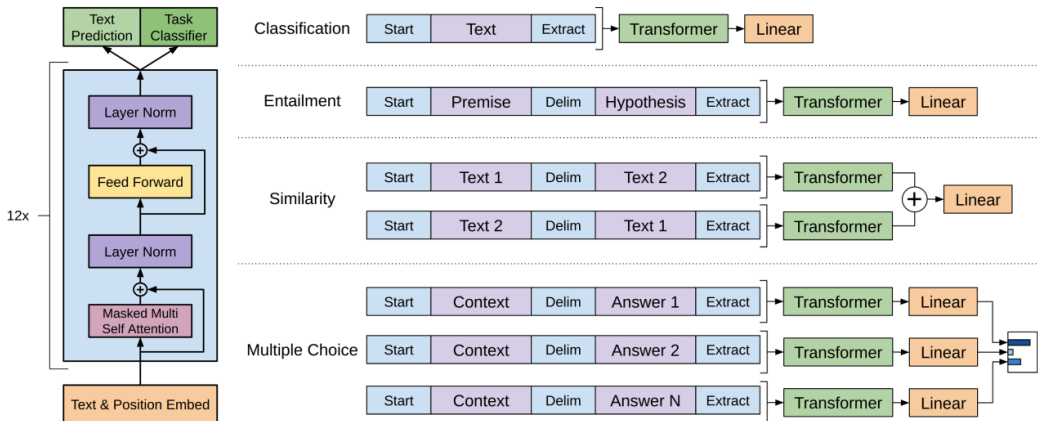 Text
Prediction
Task
Classifier
12x
Layer Norm
+
Feed Forward
Layer Norm
+
Masked Multi
Self Attention
Text & Position Embed
Classification
Start Text Extract Transformer Linear
Entailment
Start Premise Delim Hypothesis Extract Transformer Linear
Similarity
Start Text 1 Delim Text 2 Extract Transformer
+ Linear
Start Text 2 Delim Text 1 Extract Transformer
Multiple Choice
Start Context Delim Answer 1 Extract Transformer Linear
Start Context Delim Answer 2 Extract Transformer Linear
Start Context Delim Answer N Extract Transformer Linear